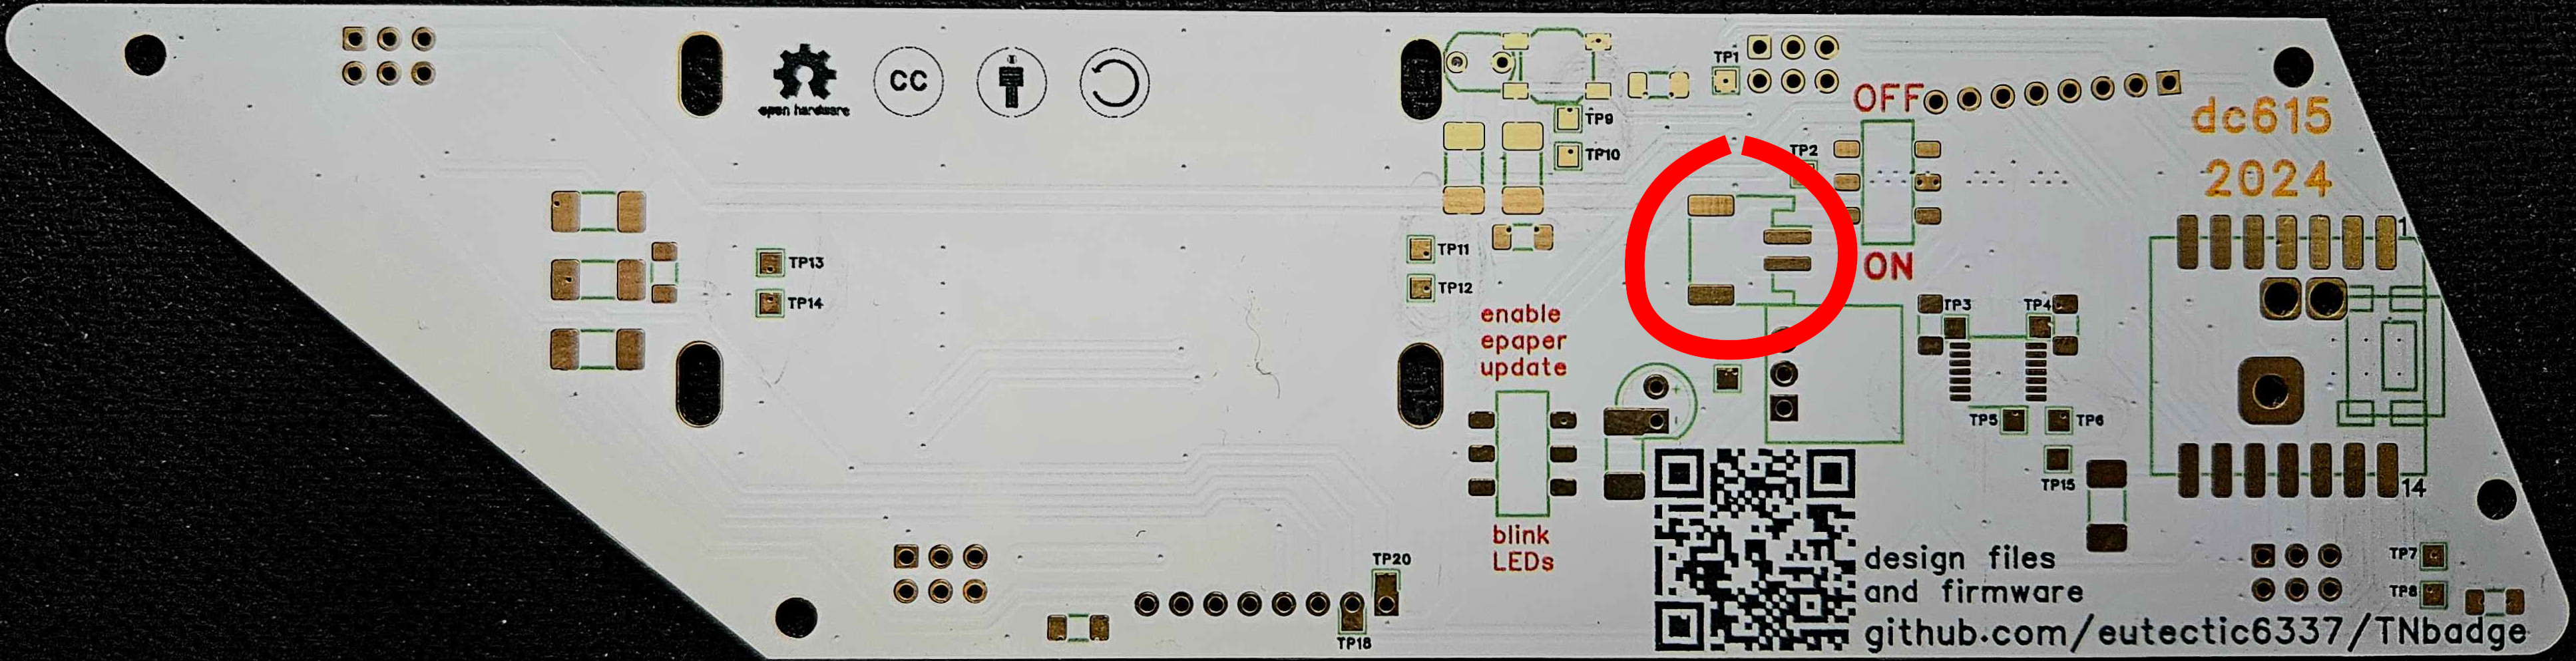 open hardware
CC
TP1
OFF
dc615
2024
TP9
TP10
TP2
1
TP11
TP12
ON
TP13
TP14
enable
epaper
update
TP3
TP4
+
TP5
TP6
TP15
14
blink
LEDs
TP20
TP18
design files
and firmware
github.com/eutectic6337/TNbadge
TP7
TP8